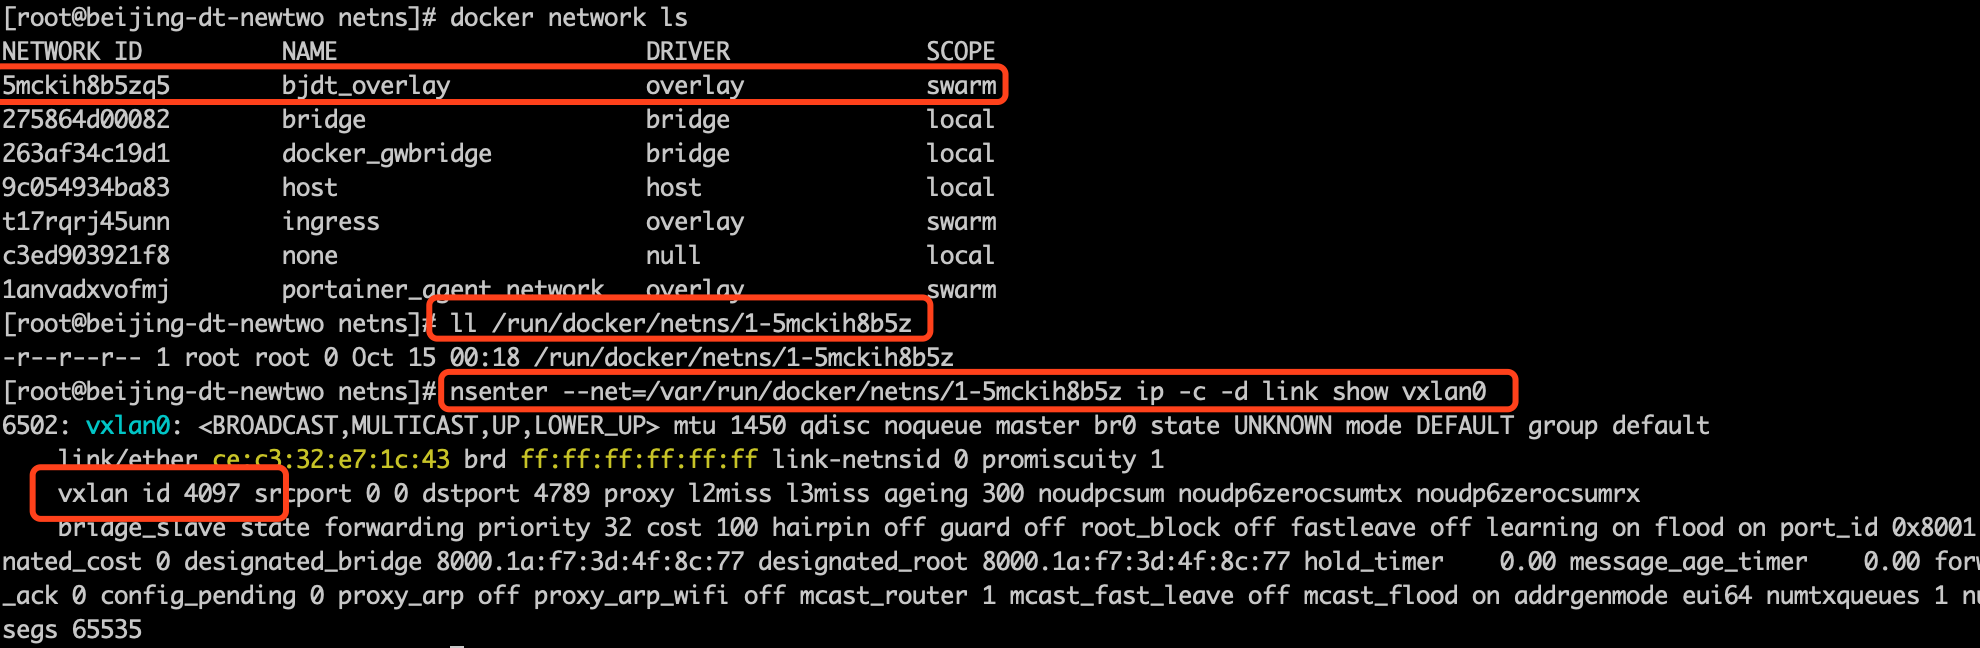 [root@beijing-dt-newtwo netns]# docker network ls
NETWORK ID        NAME                      DRIVER              SCOPE
5mckih8b5zq5        bjdt_overlay              overlay             swarm
275864d00082        bridge                    bridge              local
263af34c19d1        docker_gwbridge           bridge              local
9c054934ba83        host                      host                local
t17rqrj45unn        ingress                   overlay             swarm
c3ed903921f8        none                      null                local
1anvadxvofmj        portainer_agent_network   overlay             swarm
[root@beijing-dt-newtwo netns]# ll /run/docker/netns/1-5mckih8b5z
-r--r--r-- 1 root root 0 Oct 15 00:18 /run/docker/netns/1-5mckih8b5z
[root@beijing-dt-newtwo netns]# nsenter --net=/var/run/docker/netns/1-5mckih8b5z ip -c -d link show vxlan0
6502: vxlan0: <BROADCAST,MULTICAST,UP,LOWER_UP> mtu 1450 qdisc noqueue master br0 state UNKNOWN mode DEFAULT group default
link/ether ce:c3:32:e7:1c:43 brd ff:ff:ff:ff:ff:ff link-netnsid 0 promiscuity 1
vxlan id 4097 srcport 0 0 dstport 4789 proxy l2miss l3miss ageing 300 noudpcsum noudp6zerocsumtx noudp6zerocsumrx
bridge_slave state forwarding priority 32 cost 100 hairpin off guard off root_block off fastleave off learning on flood on port_id 0x8001
nated_cost 0 designated_bridge 8000.1a:f7:3d:4f:8c:77 designated_root 8000.1a:f7:3d:4f:8c:77 hold_timer    0.00 message_age_timer    0.00 forw
_ack 0 config_pending 0 proxy_arp off proxy_arp_wifi off mcast_router 1 mcast_fast_leave off mcast_flood on addrgenmode eui64 numtxqueues 1 nu
segs 65535